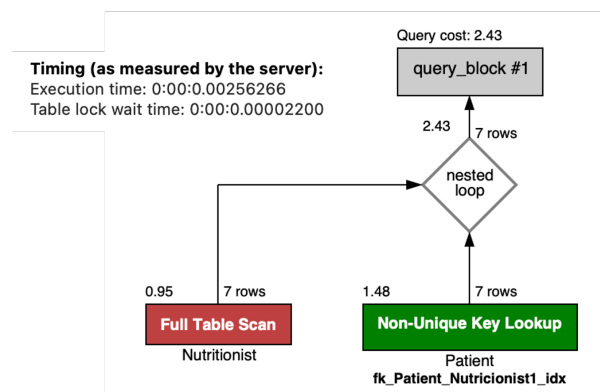 Query cost: 2.43
Timing (as measured by the server):
Execution time: 0:00:0.00256266
Table lock wait time: 0:00:0.00002200
query_block #1
2.43
7 rows
nested
loop
0.95
7 rows
1.48
7 rows
Full Table Scan
Non-Unique Key Lookup
Nutritionist
Patient
fk_Patient_Nutricionist1_idx